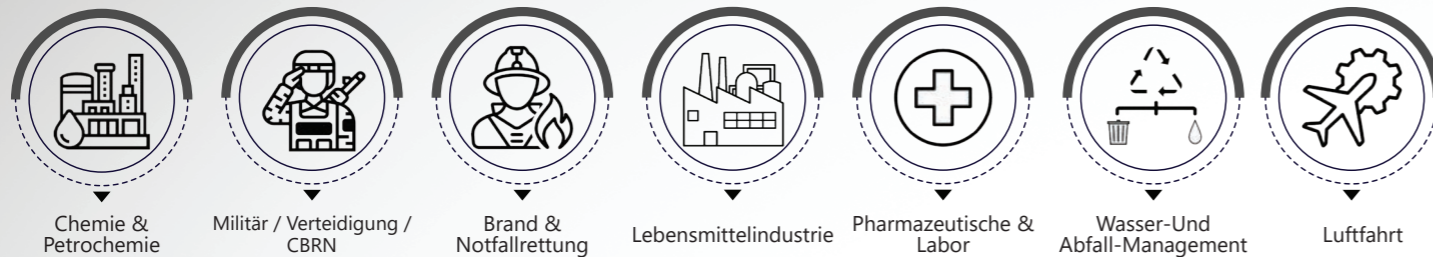 Chemie &
Petrochemie
Militär / Verteidigung /
CBRN
Brand &
Notfallrettung
Lebensmittelindustrie
Pharmazeutische &
Labor
Wasser-Und
Abfall-Management
Luftfahrt